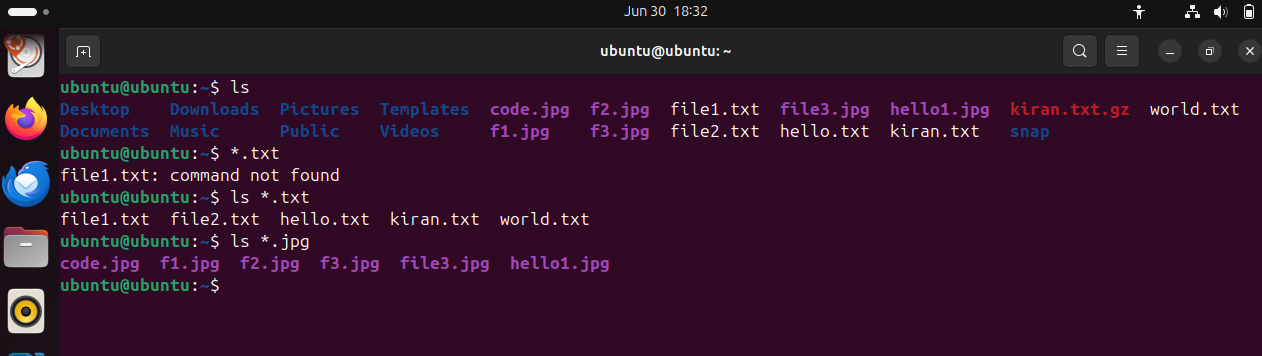 Jun 30 18:32
ubuntu@ubuntu: ~
ubuntu@ubuntu:~$ ls
Desktop Downloads Pictures Templates code.jpg f2.jpg file1.txt file3.jpg hello1.jpg kiran.txt.gz world.txt
Documents Music Public Videos f1.jpg f3.jpg file2.txt hello.txt kiran.txt snap
ubuntu@ubuntu:~$ *.txt
file1.txt: command not found
ubuntu@ubuntu:~$ ls *.txt
file1.txt file2.txt hello.txt kiran.txt world.txt
ubuntu@ubuntu:~$ ls *.jpg
code.jpg f1.jpg f2.jpg f3.jpg file3.jpg hello1.jpg
ubuntu@ubuntu:~$